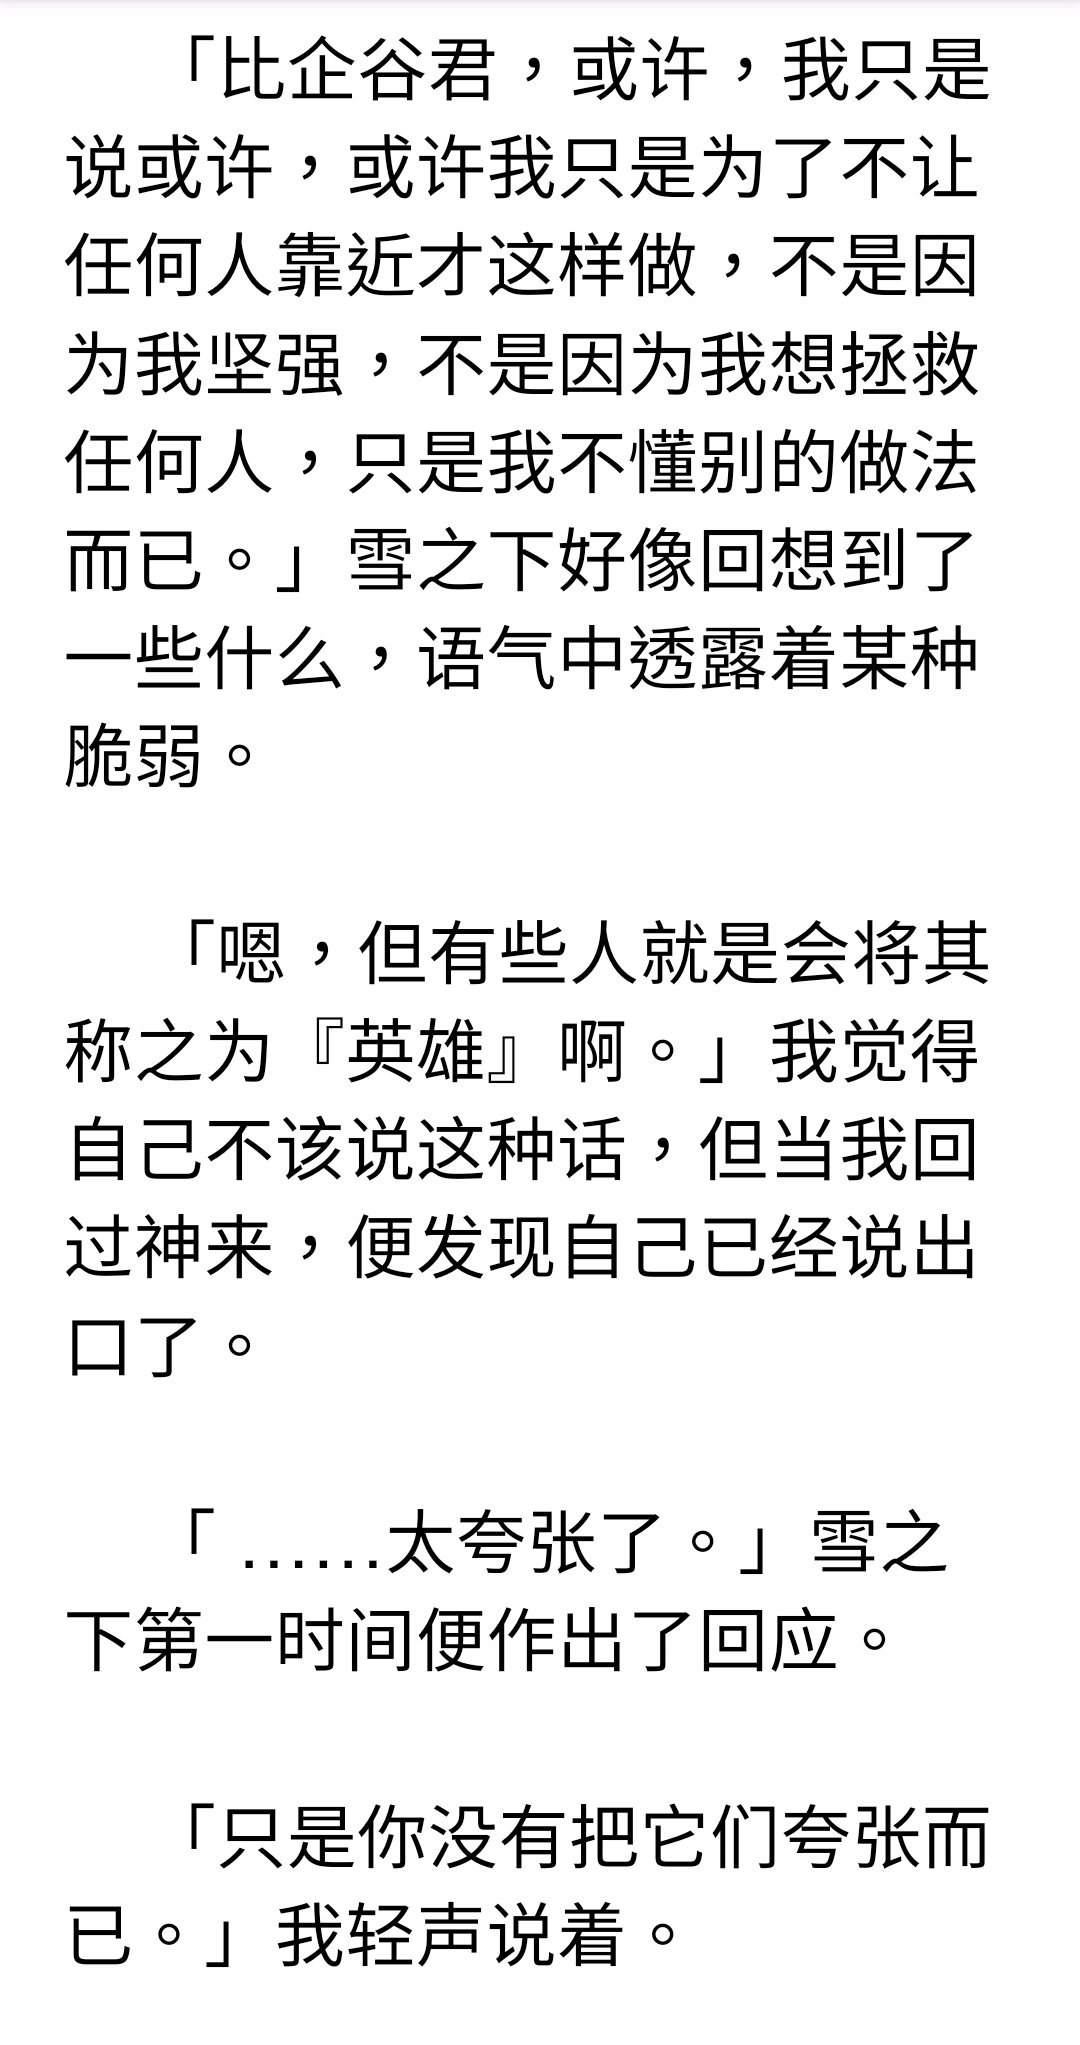 「比企谷君，或许，我只是
说或许，或许我只是为了不让
任何人靠近才这样做，不是因
为我坚强，不是因为我想拯救
任何人，只是我不懂别的做法
而已。」雪之下好像回想到了
一些什么，语气中透露着某种
脆弱。
「嗯，但有些人就是会将其
称之为『英雄』啊。」我觉得
自己不该说这种话，但当我回
过神来，便发现自己已经说出
口了。
「……太夸张了。」雪之
下第一时间便作出了回应。
「只是你没有把它们夸张而
已。」我轻声说着。